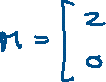 M = [ 2
0